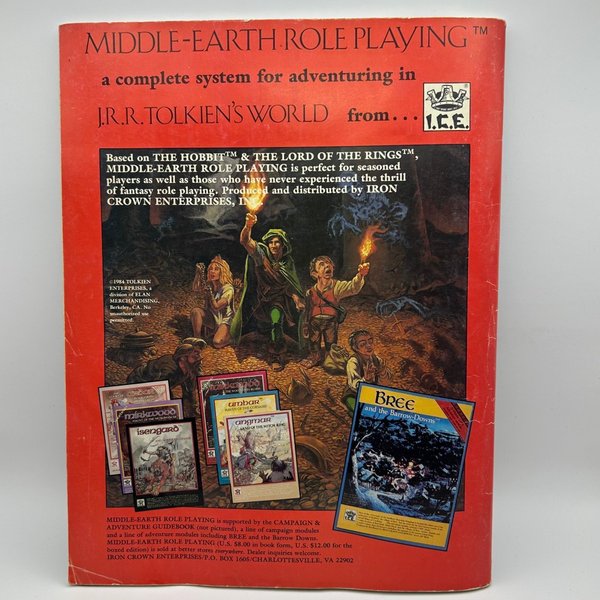 MIDDLE-EARTH ROLE PLAYING™
a complete system for adventuring in
J.R.R. TOLKIEN'S WORLD from...
I.C.E.
Based on THE HOBBIT™ & THE LORD OF THE RINGS™,
MIDDLE-EARTH ROLE PLAYING is perfect for seasoned
players as well as those who have never experienced the thrill
of fantasy role playing. Produced and distributed by IRON
CROWN ENTERPRISES, INC.
©1984 TOLKIEN
ENTERPRISES, a
division of ELAN
MERCHANDISING,
Berkeley, CA. No
unauthorized use
permitted.
mirkwood
isengard
umbar
angmar
BREE
and the Barrow-Downs
MIDDLE-EARTH ROLE PLAYING is supported by the CAMPAIGN &
ADVENTURE GUIDEBOOK (not pictured), a line of campaign modules
and a line of adventure modules including BREE and the Barrow Downs.
MIDDLE-EARTH ROLE PLAYING (U.S. $8.00 in book form, U.S. $12.00 for the
boxed edition) is sold at better stores everywhere. Dealer inquiries welcome.
IRON CROWN ENTERPRISES/P.O. BOX 1605/CHARLOTTESVILLE, VA 22902